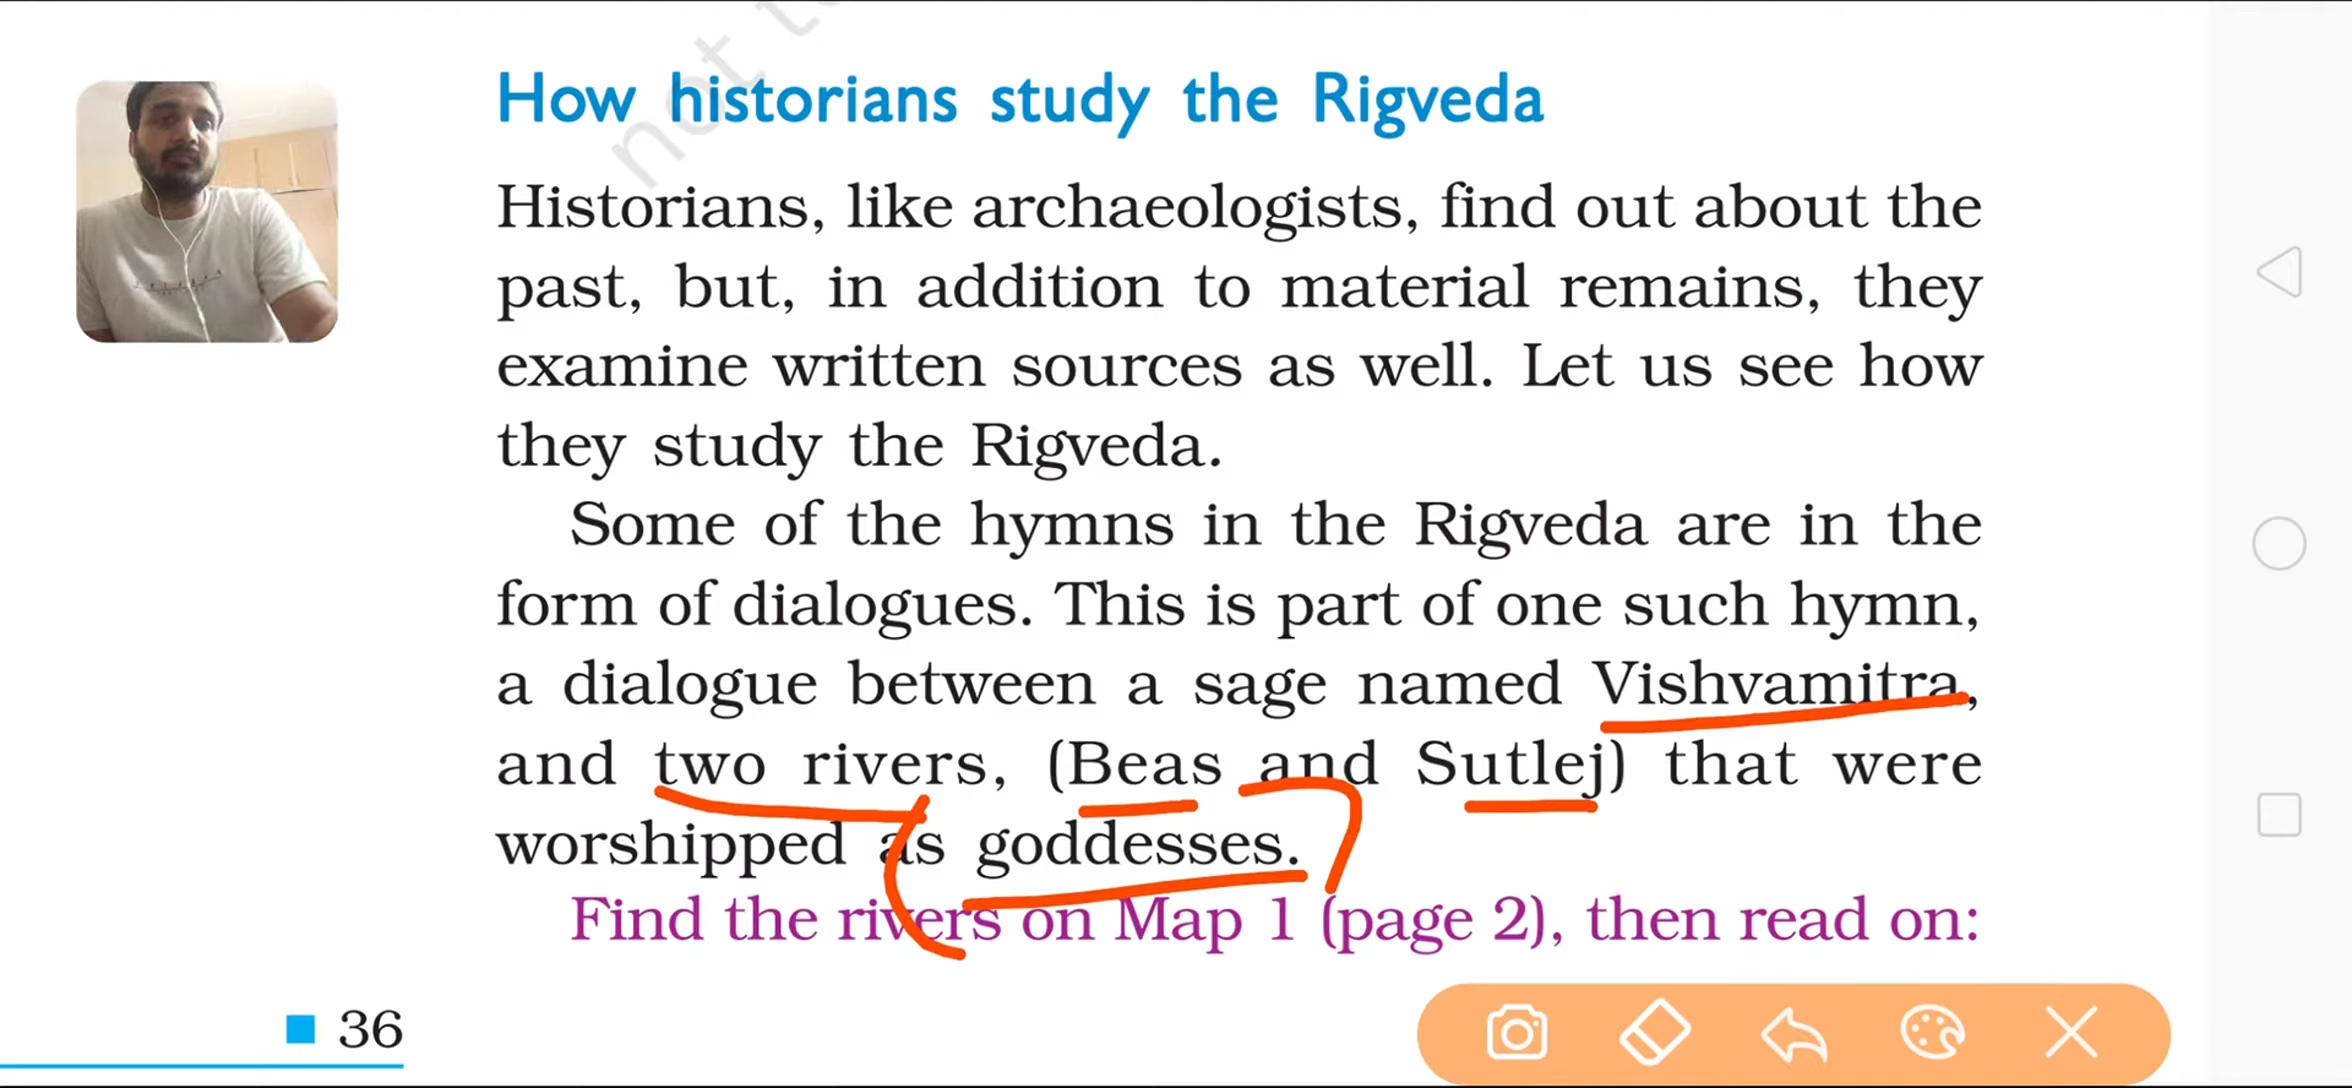 not t
How historians study the Rigveda
Historians, like archaeologists, find out about the
past, but, in addition to material remains, they
examine written sources as well. Let us see how
they study the Rigveda.
Some of the hymns in the Rigveda are in the
form of dialogues. This is part of one such hymn,
a dialogue between a sage named Vishvamitra,
and two rivers, (Beas and Sutlej) that were
worshipped as goddesses.
Find the rivers on Map 1 (page 2), then read on:
36